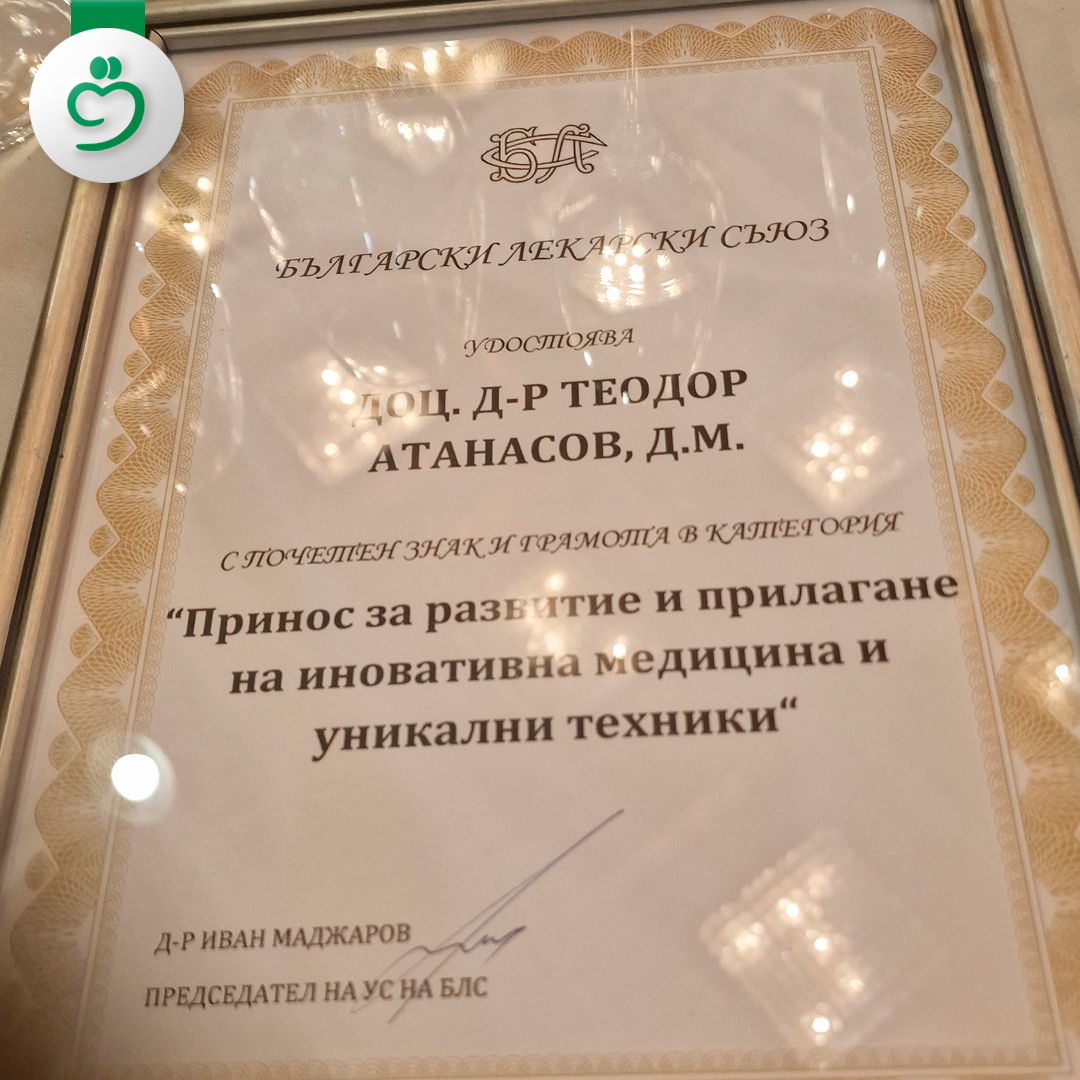 БЛС
БЪЛГАРСКИ ЛЕКАРСКИ СЪЮЗ
УДОСТОЯВА
ДОЦ. Д-Р ТЕОДОР
АТАНАСОВ, Д.М.
С ПОЧЕТЕН ЗНАК И ГРАМОТА В КАТЕГОРИЯ
“Принос за развитие и прилагане
на иновативна медицина и
уникални техники“
Д-Р ИВАН МАДЖАРОВ
ПРЕДСЕДАТЕЛ НА УС НА БЛС